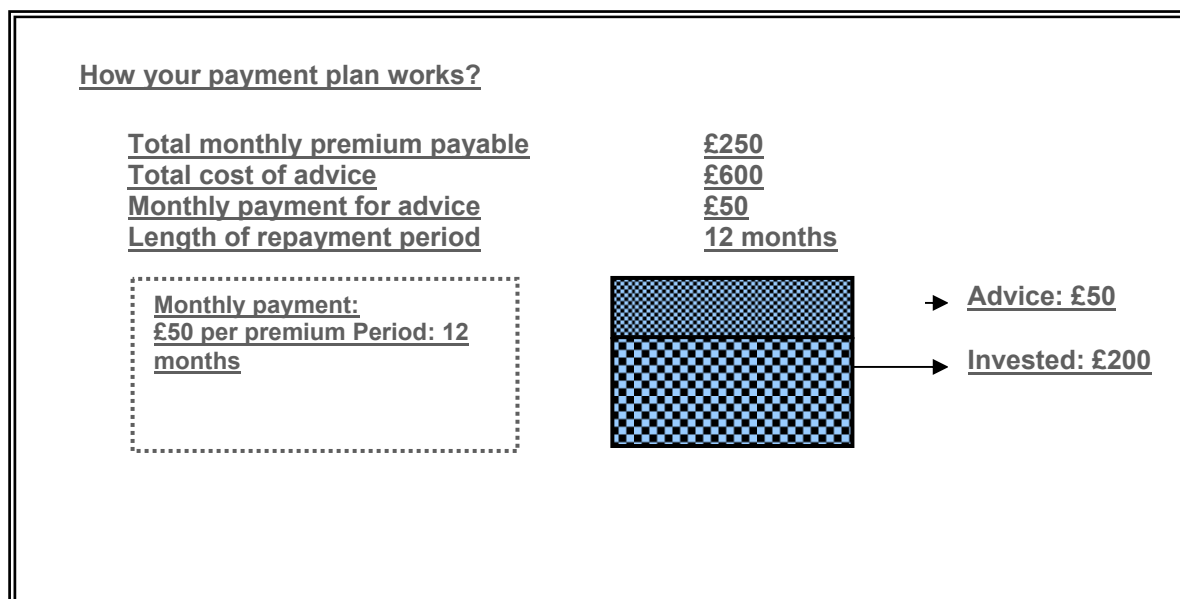 How your payment plan works?
Total monthly premium payable £250
Total cost of advice £600
Monthly payment for advice £50
Length of repayment period 12 months
Monthly payment:
£50 per premium Period: 12
months
Advice: £50
Invested: £200